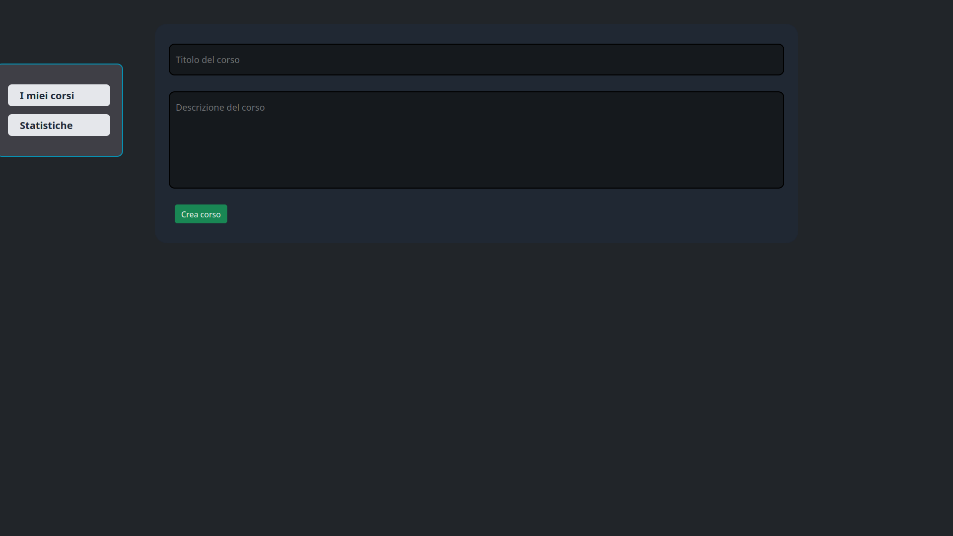 I miei corsi
Statistiche
Titolo del corso
Descrizione del corso
Crea corso